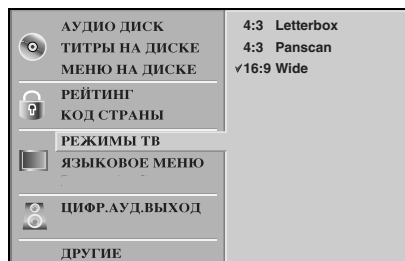 АУДИО ДИСК
ТИТРЫ НА ДИСКЕ
МЕНЮ НА ДИСКЕ
РЕЙТИНГ
КОД СТРАНЫ
РЕЖИМЫ ТВ
ЯЗЫКОВОЕ МЕНЮ
ЦИФР.АУД.ВЫХОД
ДРУГИЕ
4:3 Letterbox
4:3 Panscan
✓16:9 Wide